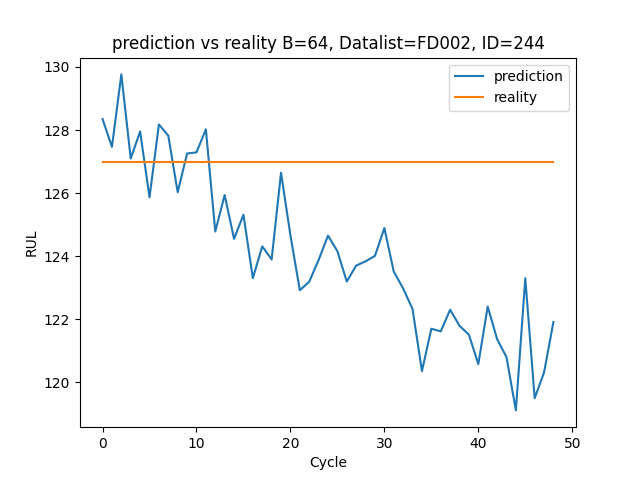 prediction vs reality B=64, Datalist=FD002, ID=244
prediction
reality
130
128
126
124
122
120
RUL
0 10 20 30 40 50
Cycle